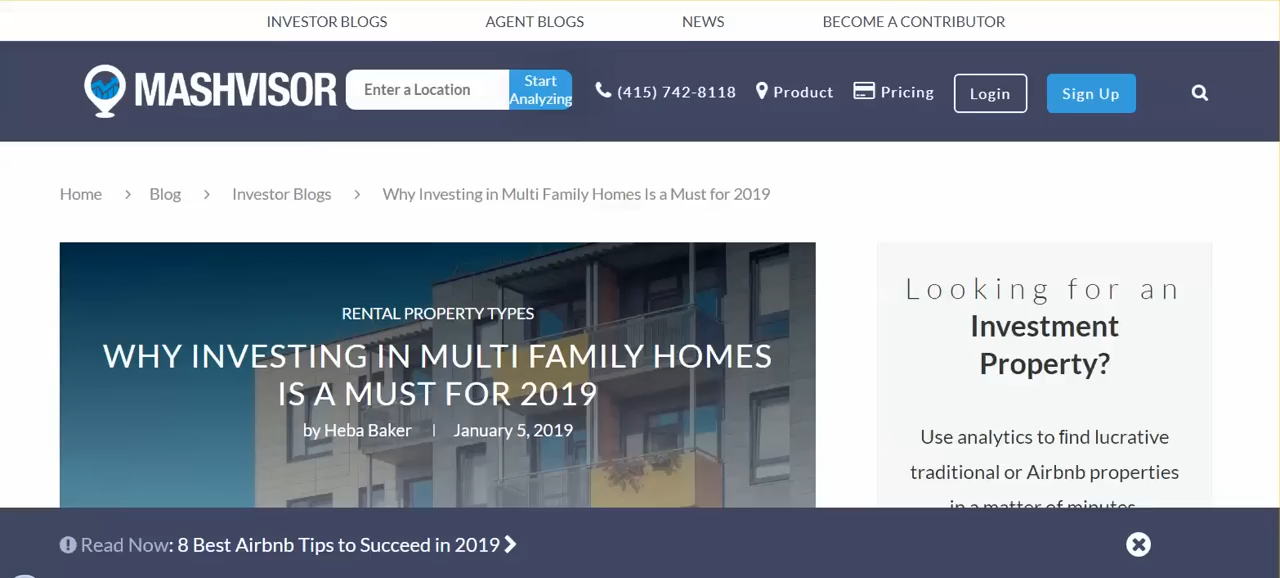 INVESTOR BLOGS AGENT BLOGS NEWS BECOME A CONTRIBUTOR
MASHVISOR Enter a Location Start Analyzing (415) 742-8118 Product Pricing Login Sign Up
Home > Blog > Investor Blogs > Why Investing in Multi Family Homes Is a Must for 2019
RENTAL PROPERTY TYPES
WHY INVESTING IN MULTI FAMILY HOMES
IS A MUST FOR 2019
by Heba Baker | January 5, 2019
Looking for an
Investment
Property?
Use analytics to find lucrative
traditional or Airbnb properties
in a matter of minutes.
Read Now: 8 Best Airbnb Tips to Succeed in 2019